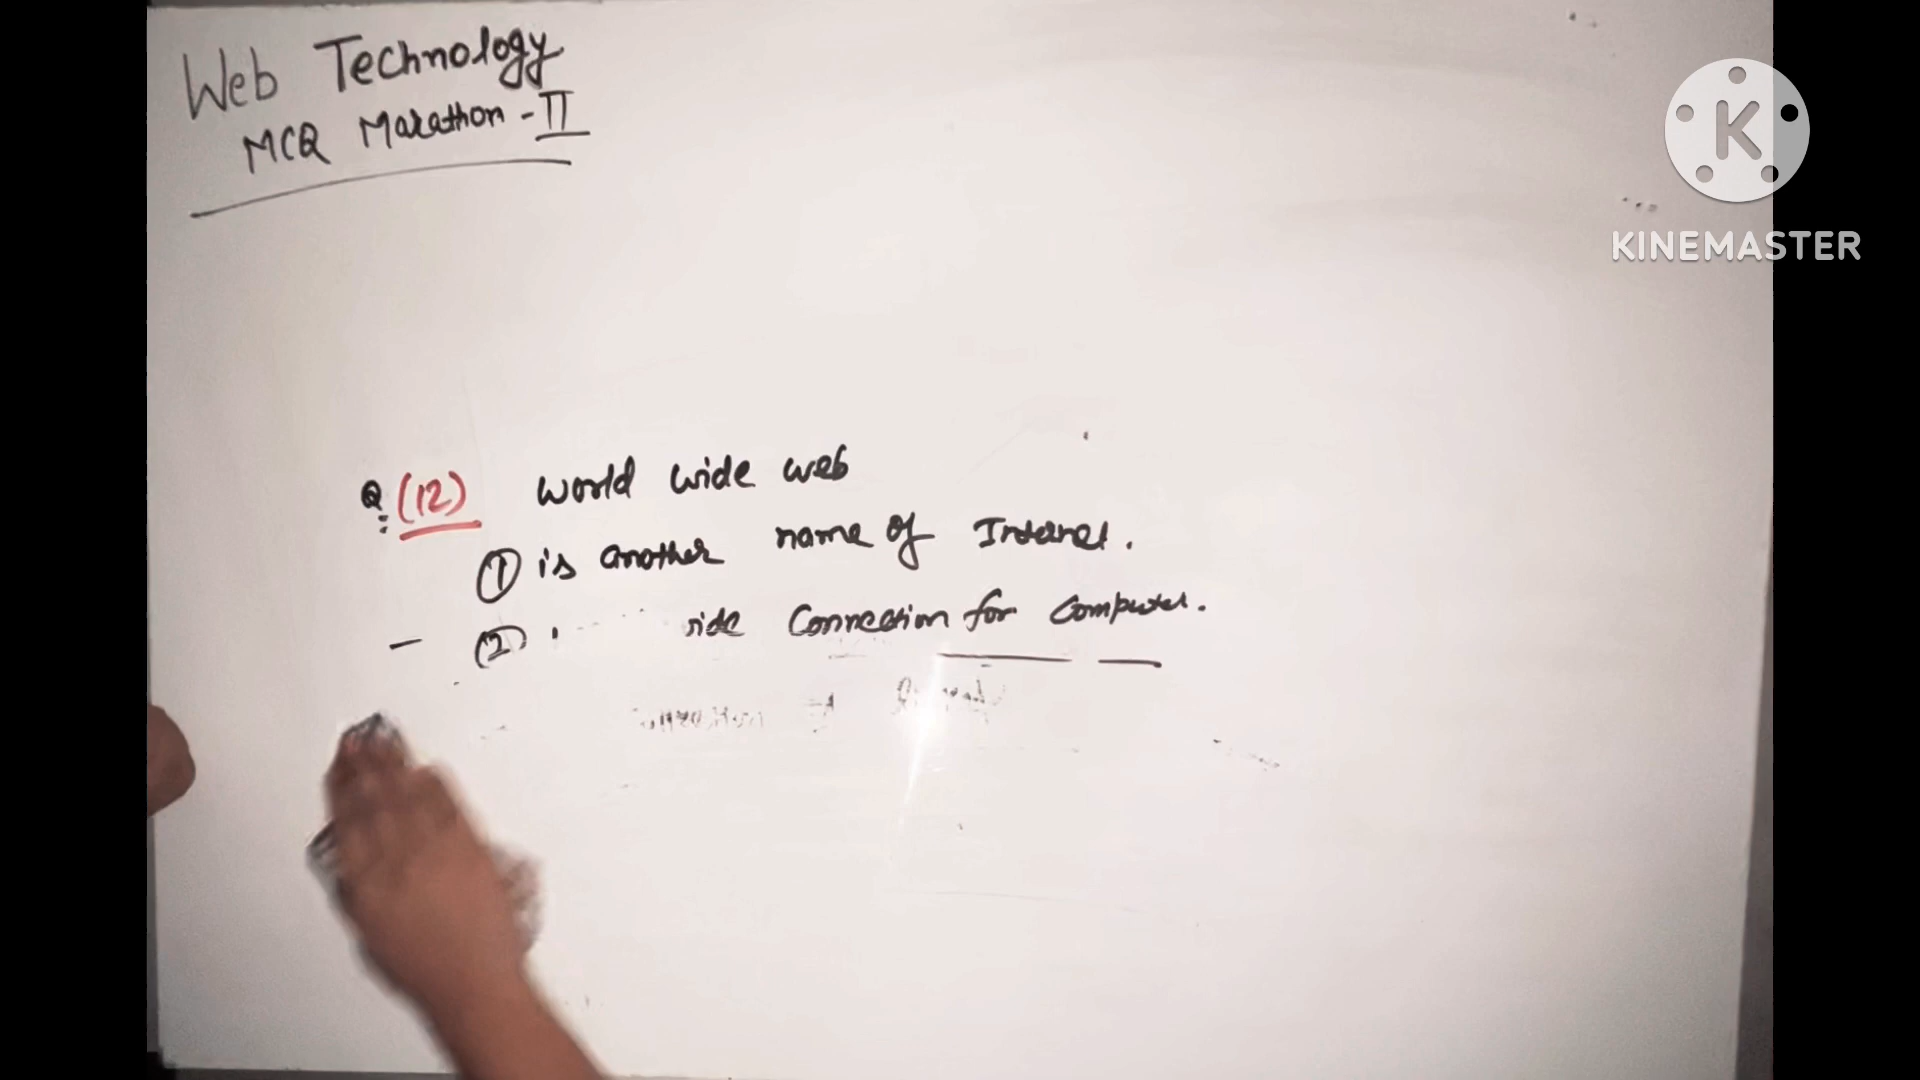 Web Technology
MCQ Marathon - II
KINEMASTER
Q: (12) World wide web
① is another name of Internet.
② Connection for Computer.